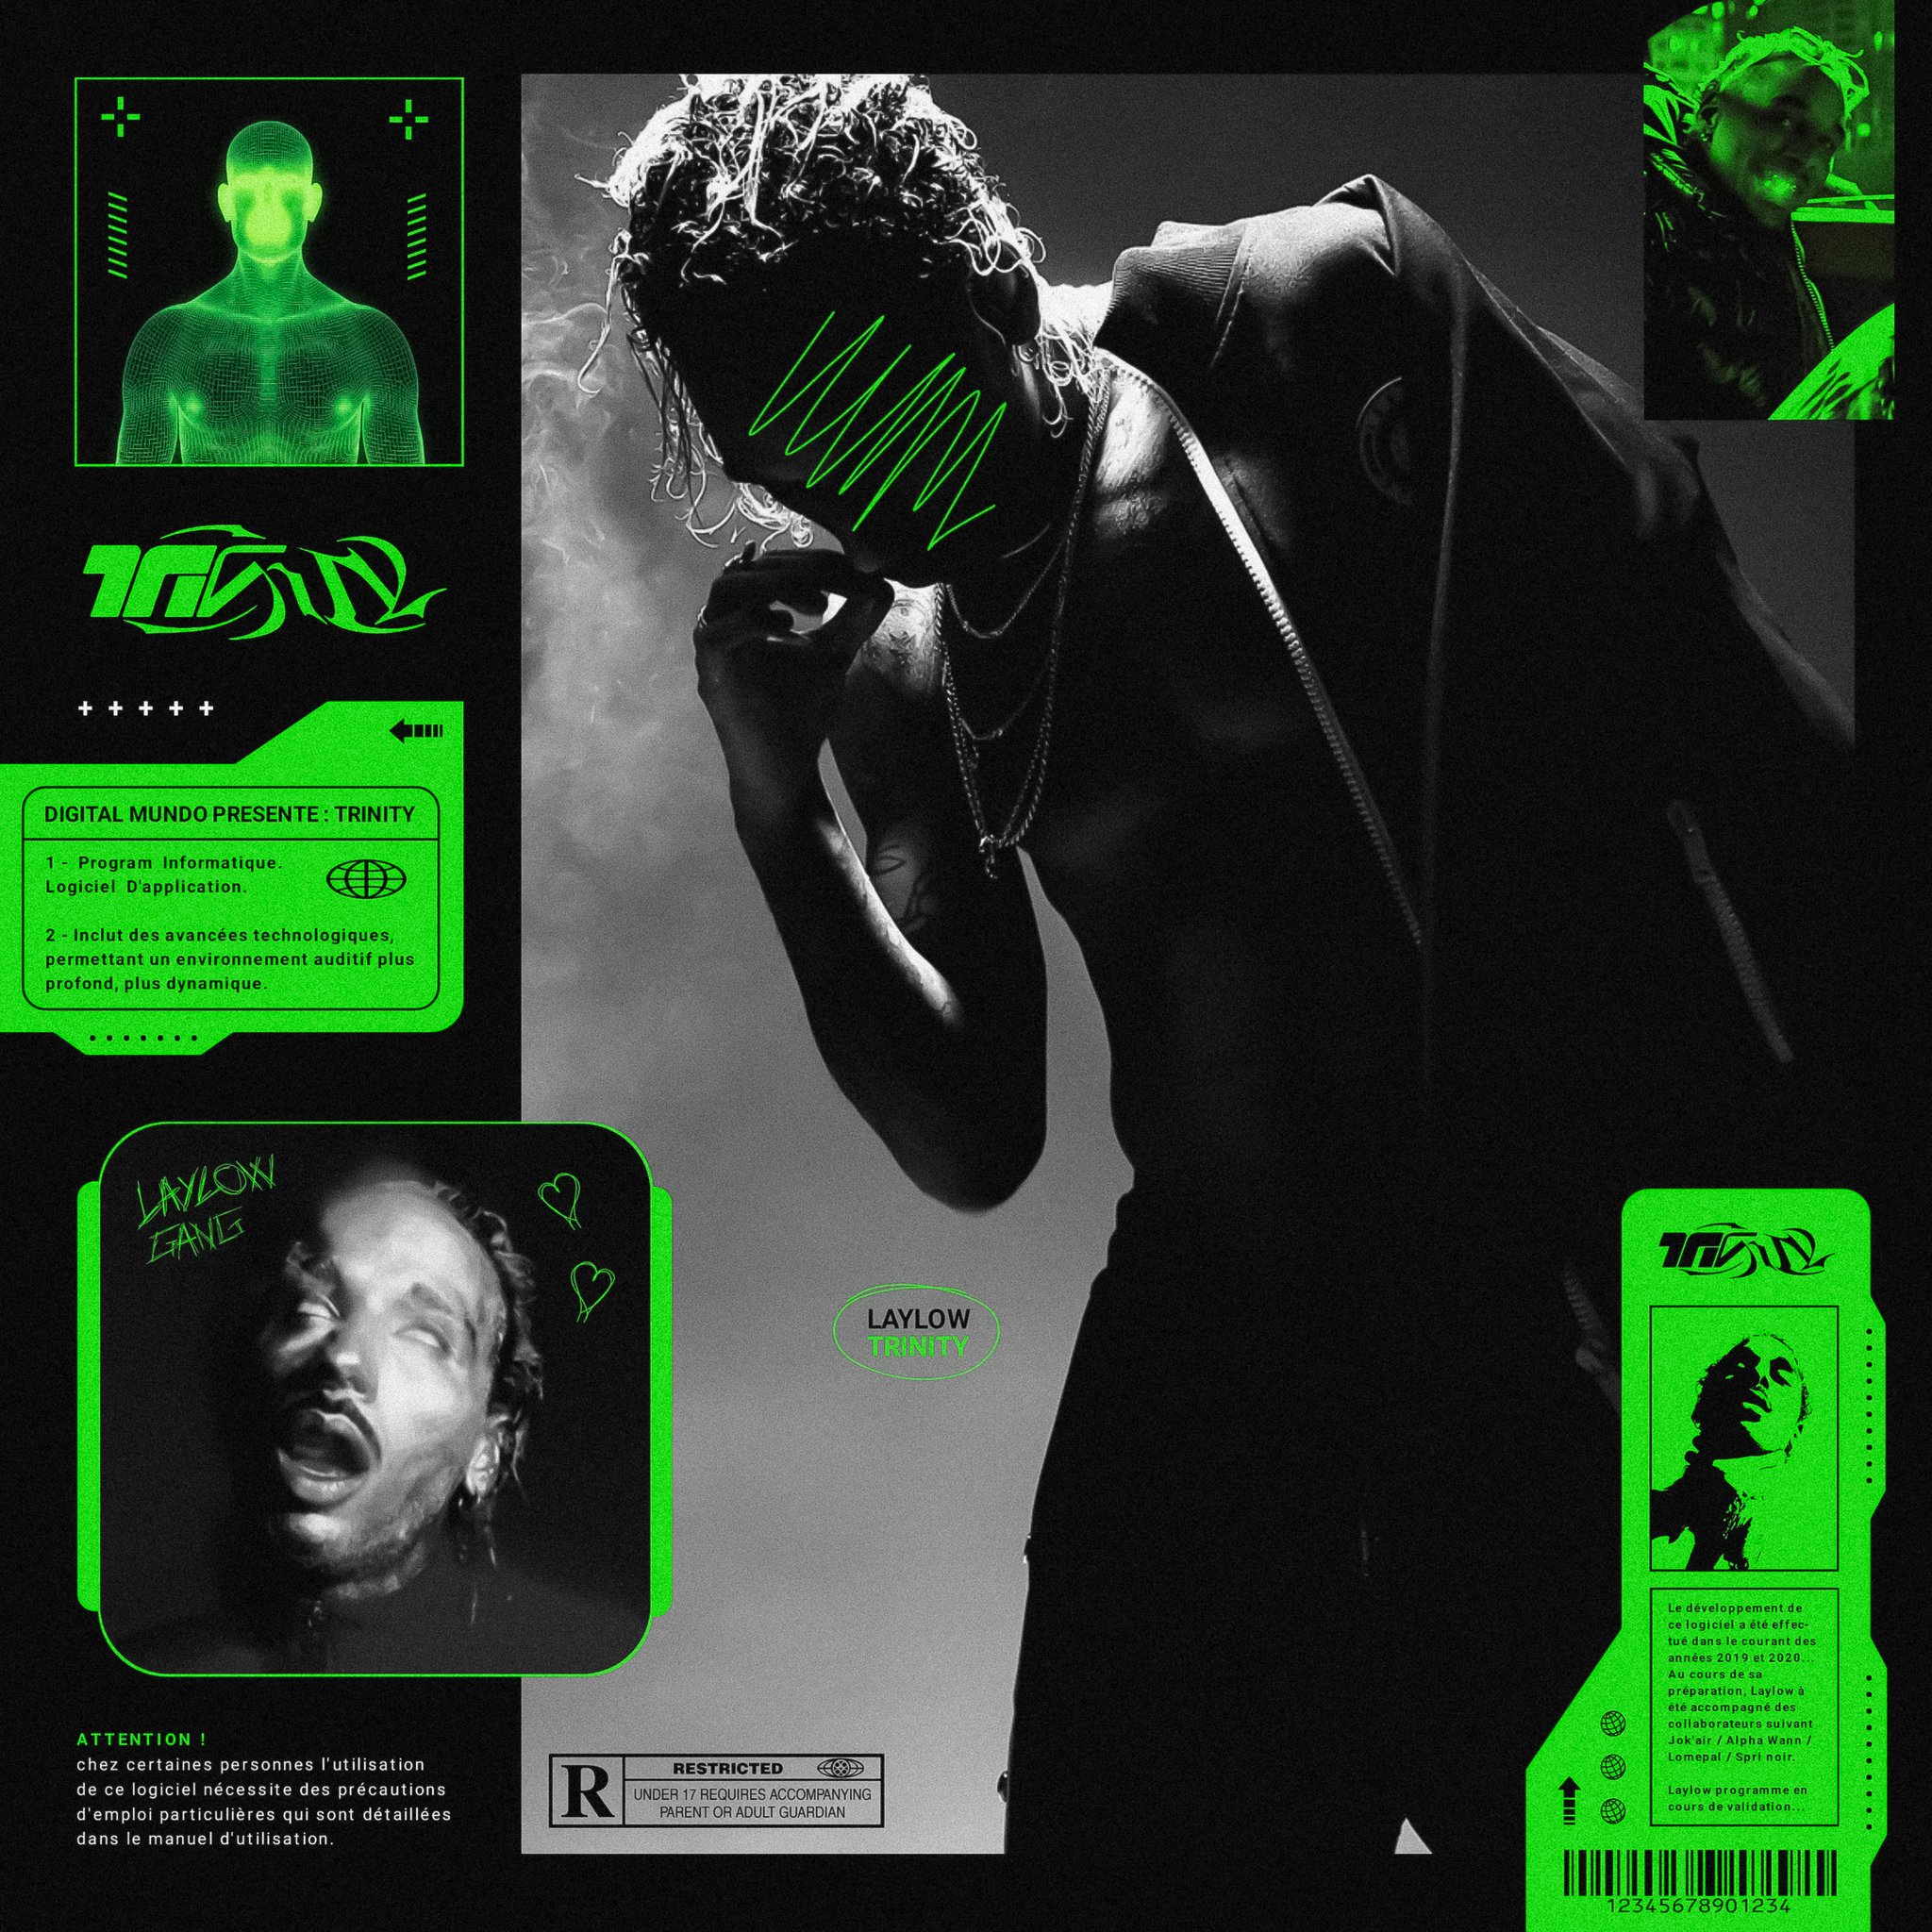 TRINITY
+ + + + +
DIGITAL MUNDO PRESENTE : TRINITY
1 - Program Informatique.
Logiciel D'application.
2 - Inclut des avancées technologiques,
permettant un environnement auditif plus
profond, plus dynamique.
LAYLOW
GANG
LAYLOW
TRINITY
ATTENTION !
chez certaines personnes l'utilisation
de ce logiciel nécessite des précautions
d'emploi particulières qui sont détaillées
dans le manuel d'utilisation.
R
RESTRICTED
UNDER 17 REQUIRES ACCOMPANYING
PARENT OR ADULT GUARDIAN
TRINITY
Le développement de
ce logiciel a été effec-
tué dans le courant des
années 2019 et 2020...
Au cours de sa
préparation, Laylow à
été accompagné des
collaborateurs suivant
Jok'air / Alpha Wann /
Lomepal / Spri noir.
Laylow programme en
cours de validation...
12345678901234